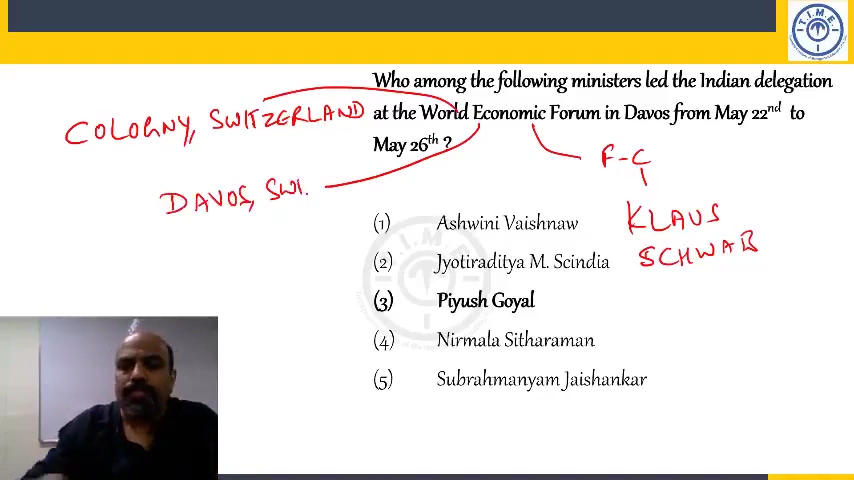 T.I.M.E.
Who among the following ministers led the Indian delegation
at the World Economic Forum in Davos from May 22nd to
May 26th ?
COLOGNY, SWITZERLAND
DAVOS, SWI.
F-C
KLAUS
SCHWAB
(1) Ashwini Vaishnaw
(2) Jyotiraditya M. Scindia
(3) Piyush Goyal
(4) Nirmala Sitharaman
(5) Subrahmanyam Jaishankar